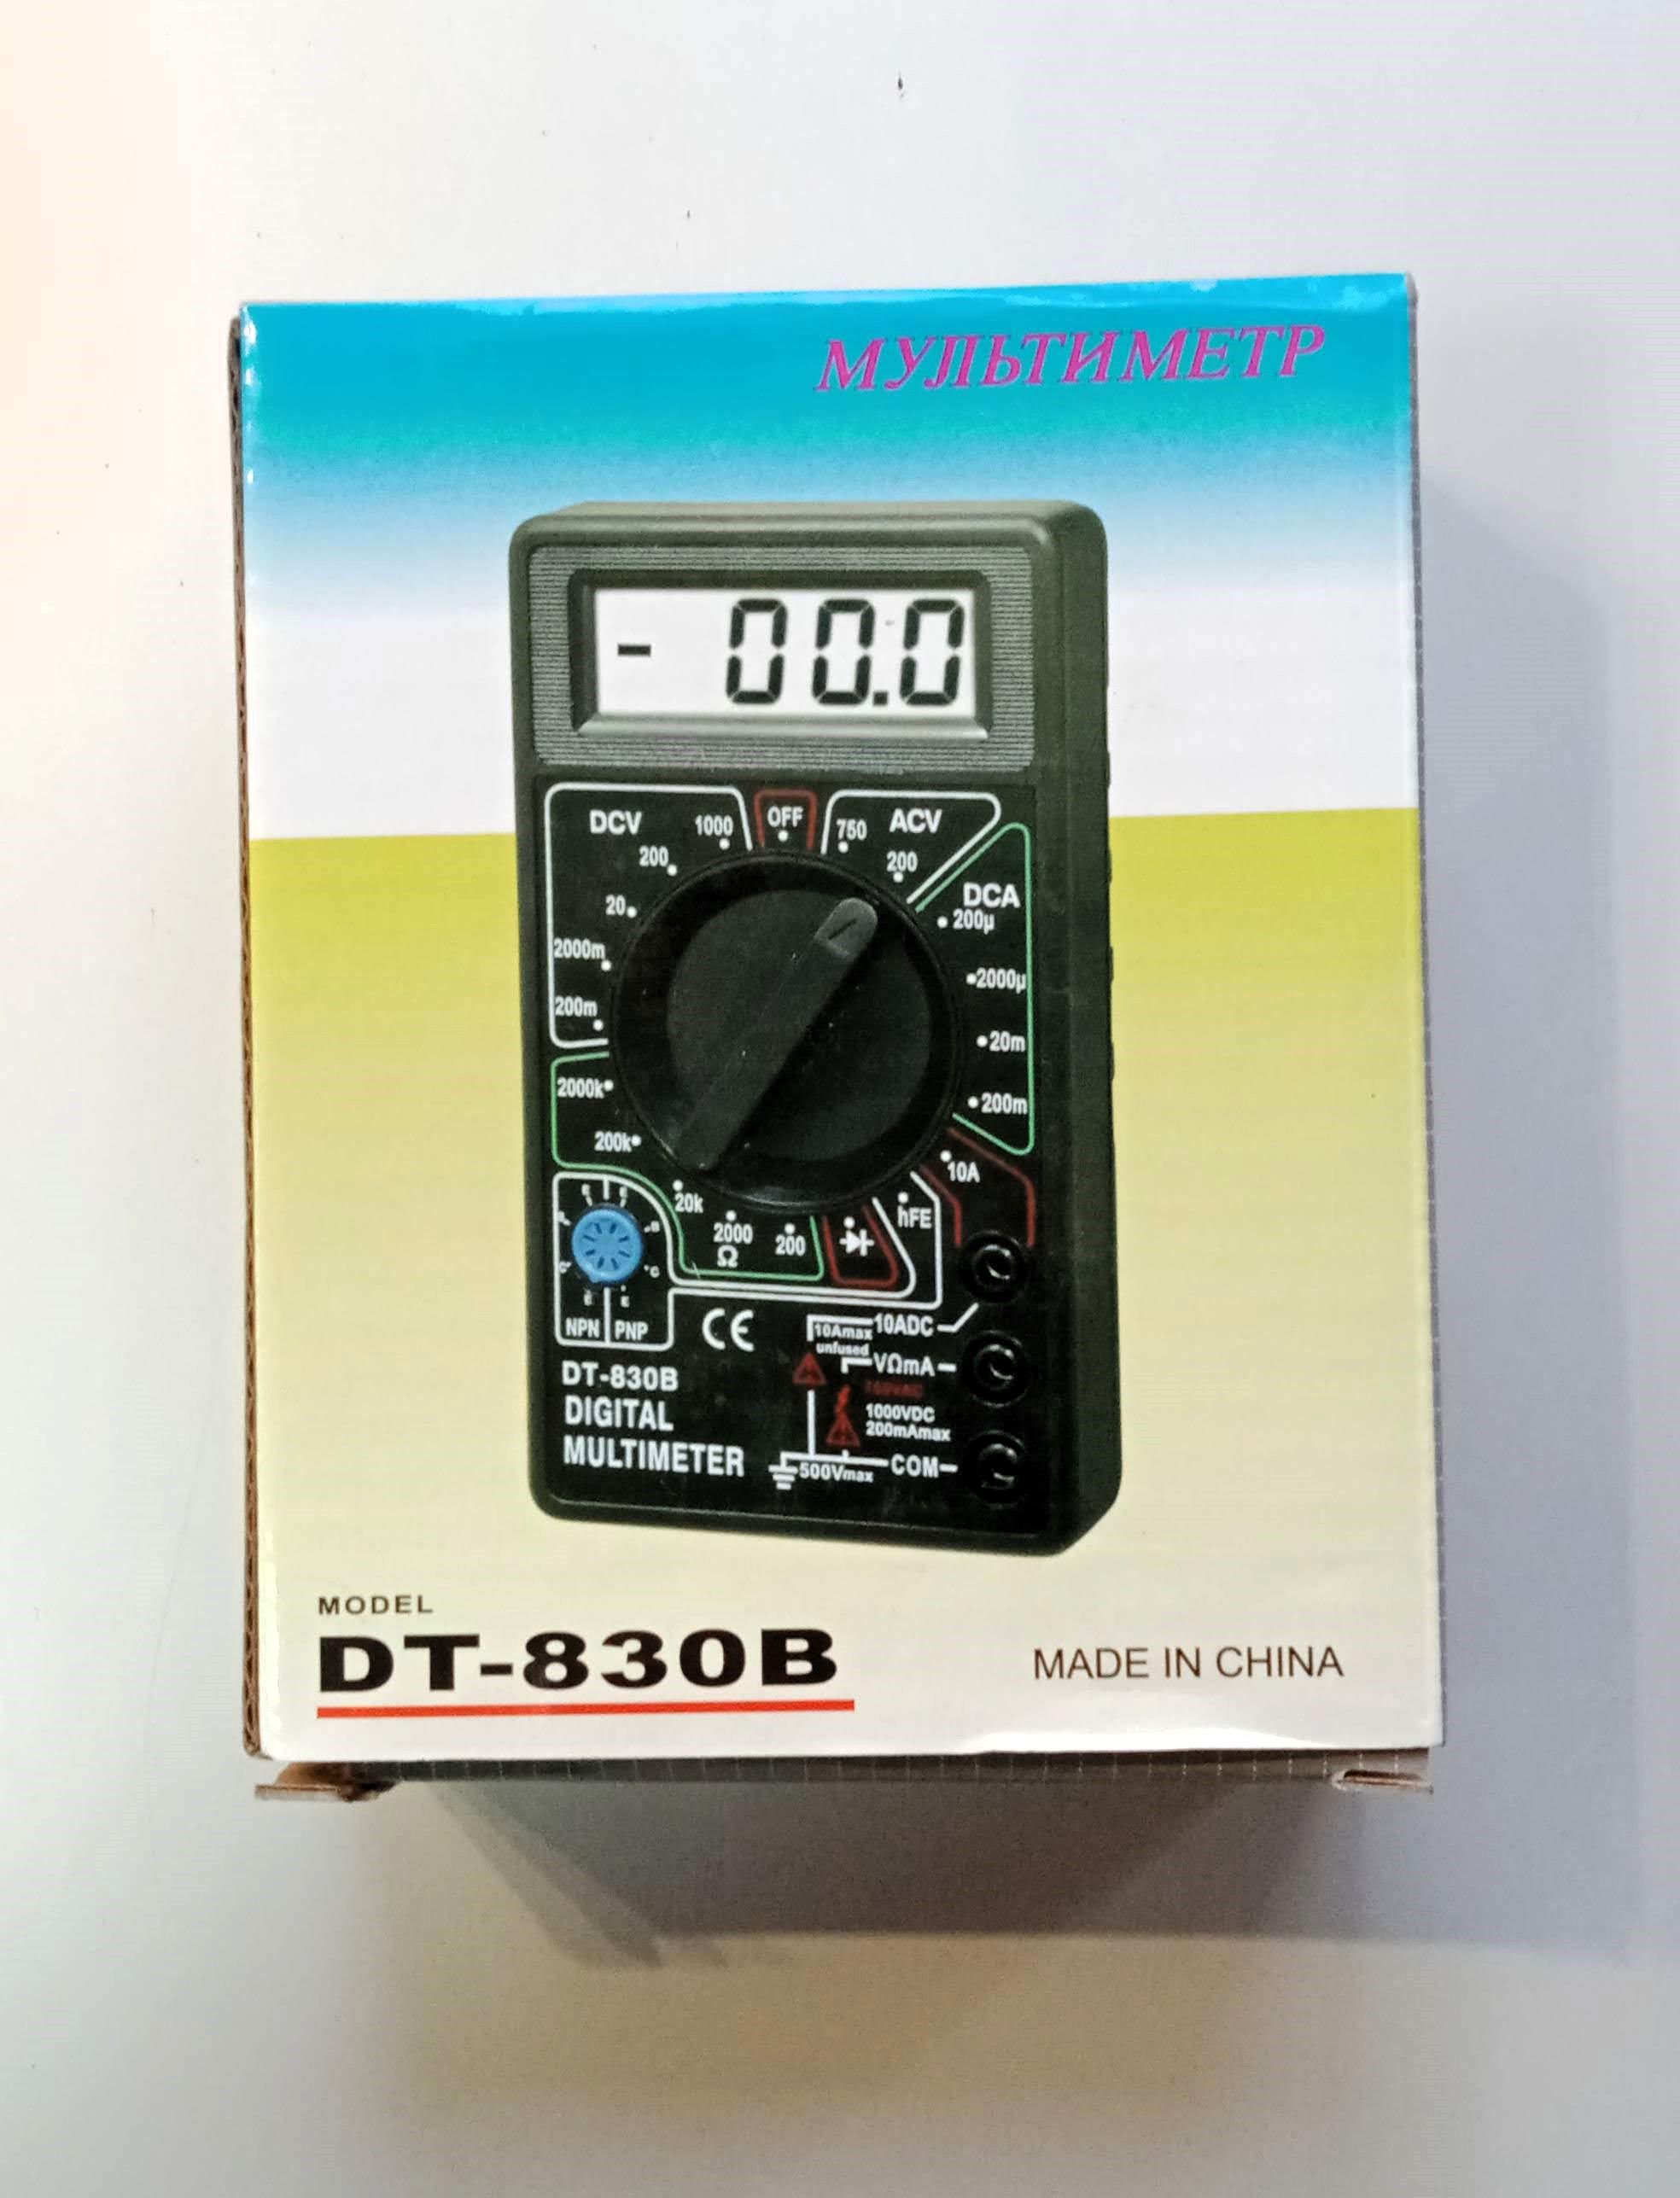 МУЛЬТИМЕТР
- 00.0
DCV 1000 OFF 750 ACV
200 200
DCA
20 200µ
2000m 2000µ
200m 20m
2000k 200m
200k 10A
20k 2000 Ω 200 hFE
E E
B
C C
E E
NPN PNP
CE
10Amax 10ADC
unfused
VΩmA
DT-830B
1000VDC
DIGITAL
200mAmax
MULTIMETER
500Vmax COM
MODEL
DT-830B
MADE IN CHINA